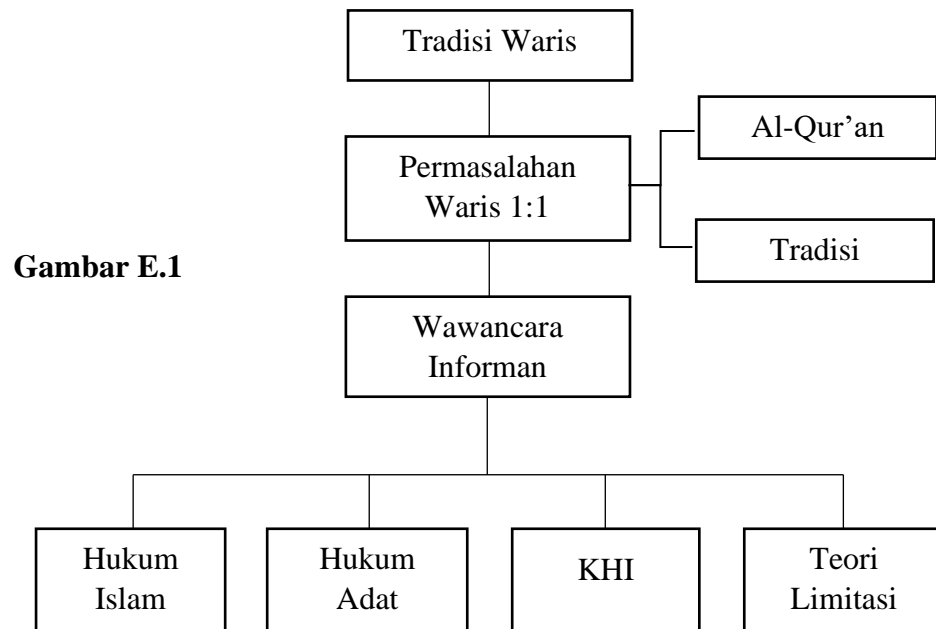 Tradisi Waris
Al-Qur’an
Permasalahan
Waris 1:1
Tradisi
Gambar E.1
Wawancara
Informan
Hukum
Islam
Hukum
Adat
KHI
Teori
Limitasi